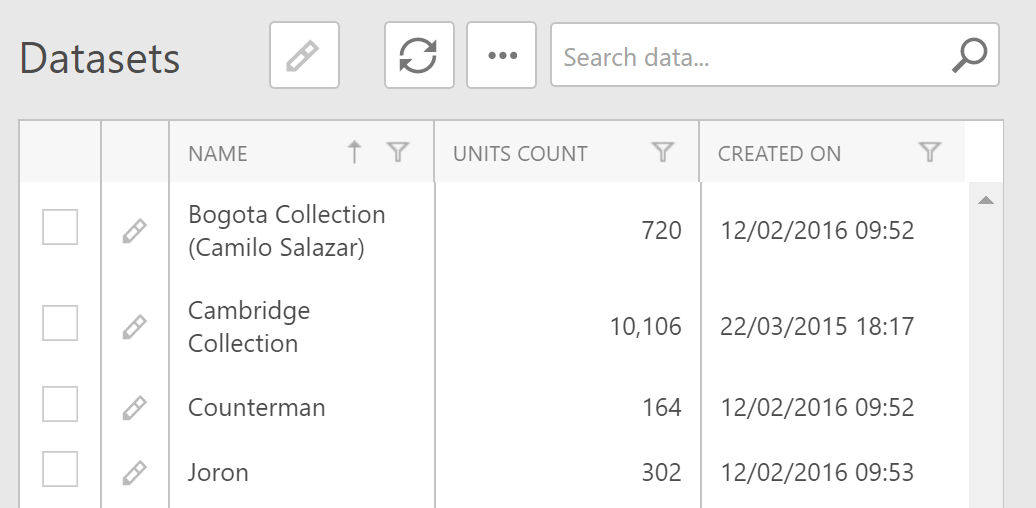 Datasets
Search data...
NAME UNITS COUNT CREATED ON
Bogota Collection
(Camilo Salazar) 720 12/02/2016 09:52
Cambridge
Collection 10,106 22/03/2015 18:17
Counterman 164 12/02/2016 09:52
Joron 302 12/02/2016 09:53